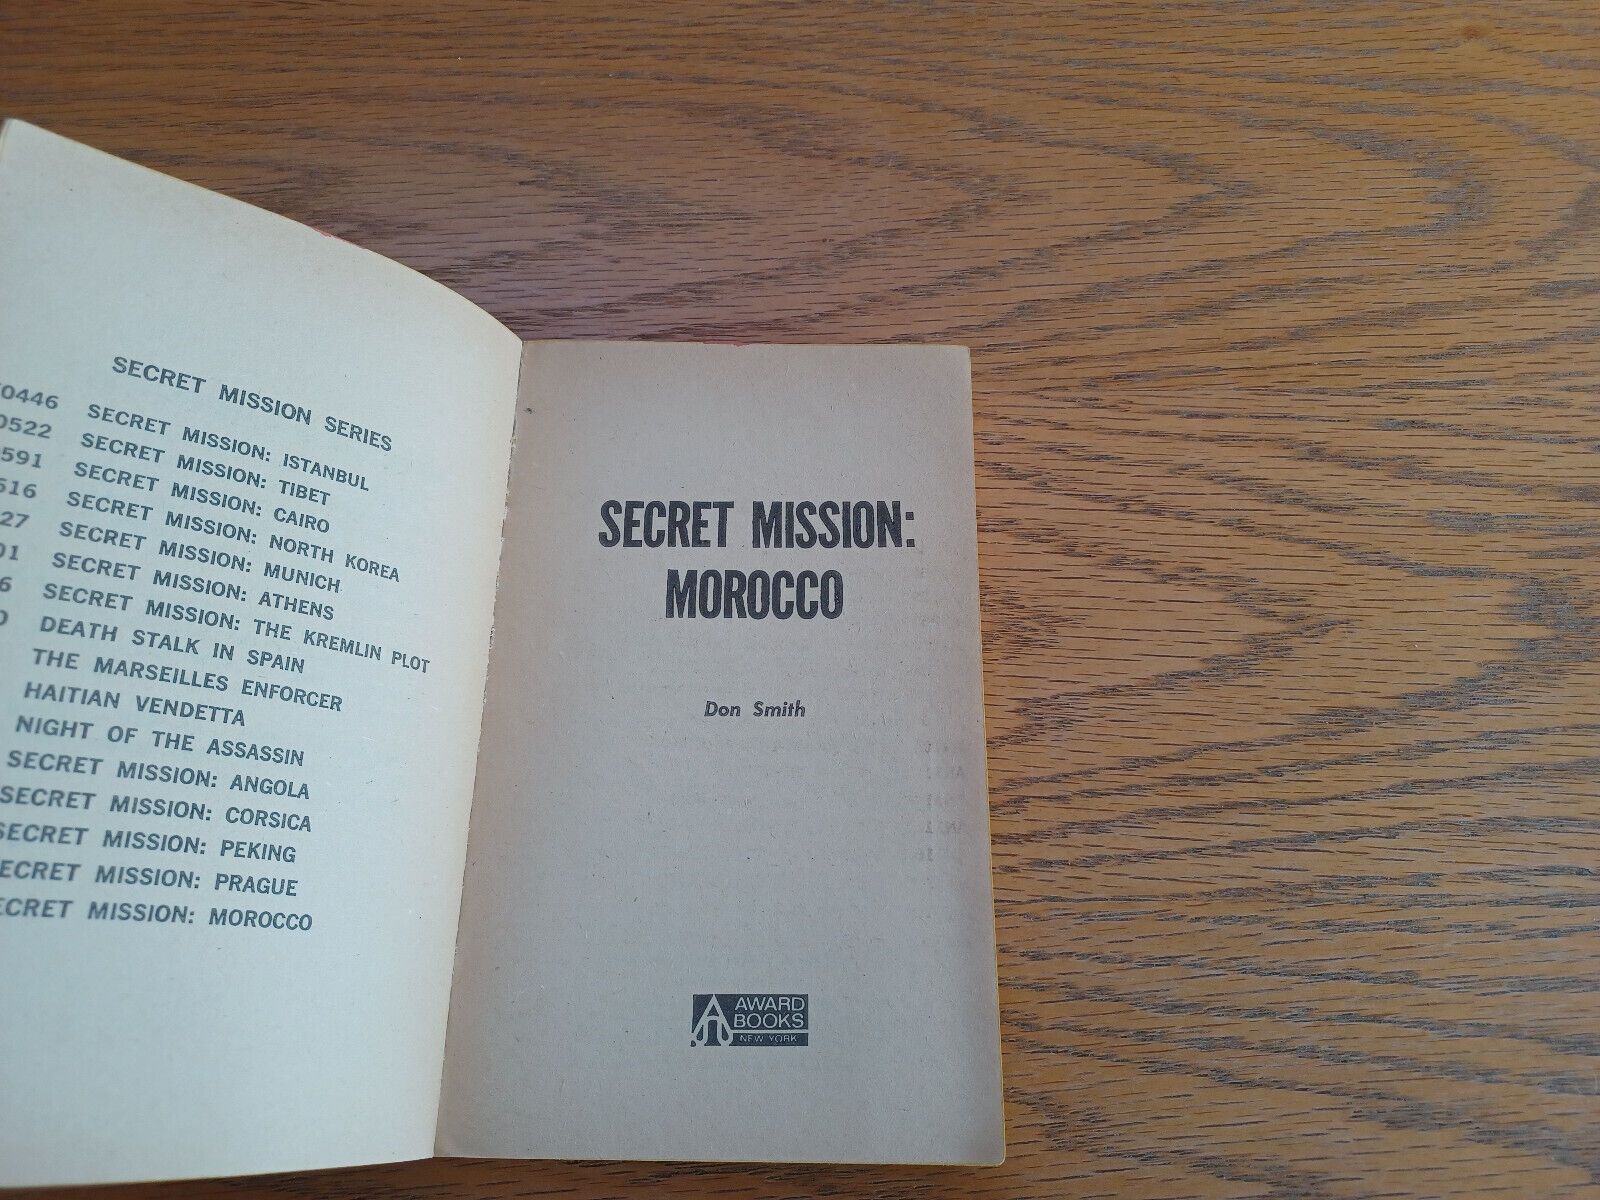 SECRET MISSION SERIES
0446 SECRET MISSION: ISTANBUL
0522 SECRET MISSION: TIBET
591 SECRET MISSION: CAIRO
516 SECRET MISSION: NORTH KOREA
27 SECRET MISSION: MUNICH
01 SECRET MISSION: ATHENS
6 SECRET MISSION: THE KREMLIN PLOT
DEATH STALK IN SPAIN
THE MARSEILLES ENFORCER
HAITIAN VENDETTA
NIGHT OF THE ASSASSIN
SECRET MISSION: ANGOLA
SECRET MISSION: CORSICA
SECRET MISSION: PEKING
ECRET MISSION: PRAGUE
ECRET MISSION: MOROCCO
SECRET MISSION:
MOROCCO
Don Smith
AWARD
BOOKS
NEW YORK